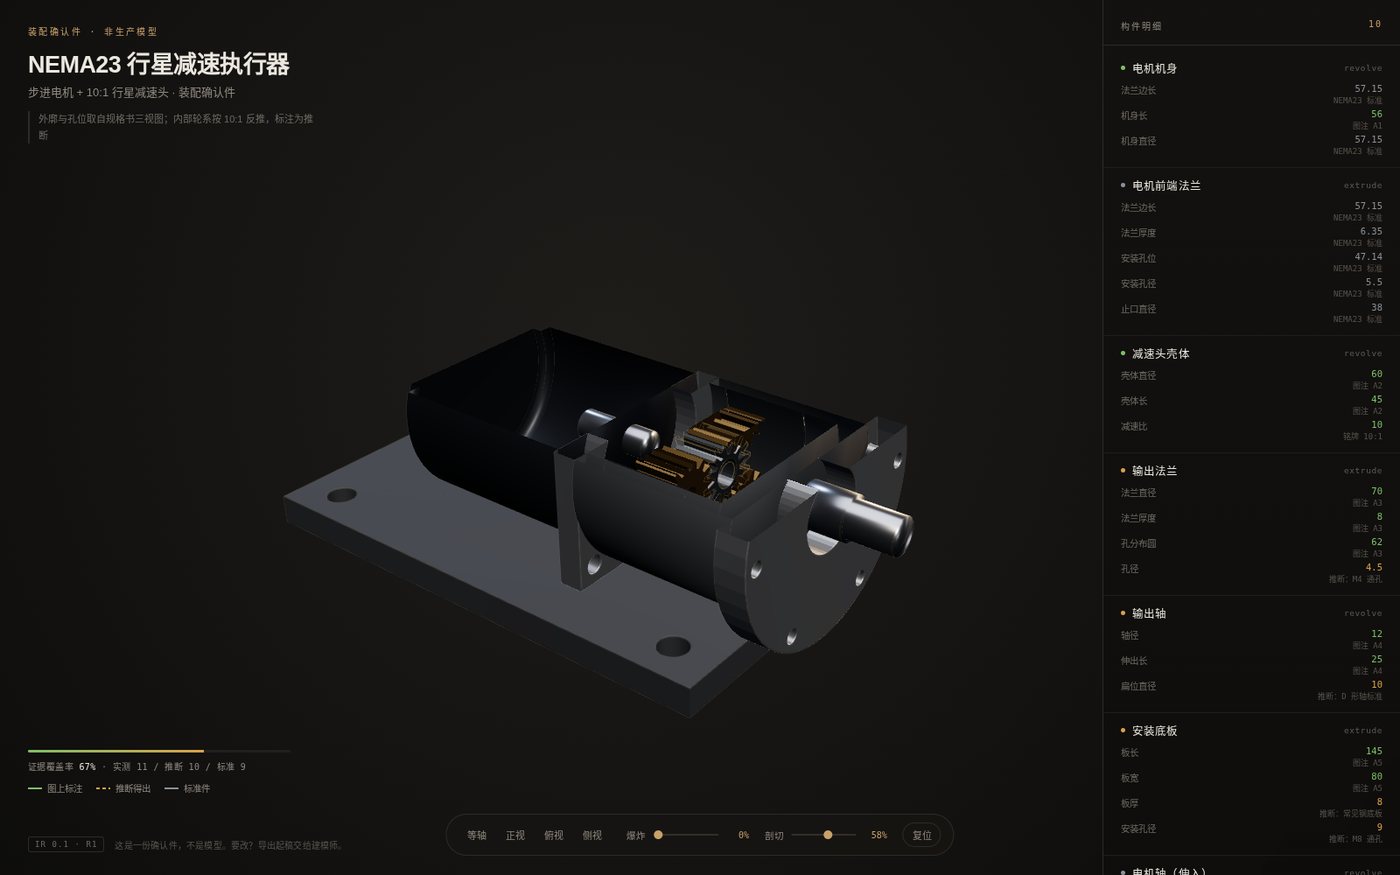 装配确认件 · 非生产模型
NEMA23 行星减速执行器
步进电机 + 10:1 行星减速头 · 装配确认件
外廓与孔位取自规格书三视图；内部轮系按 10:1 反推，标注为推
断
证据覆盖率 67% · 实测 11 / 推断 10 / 标准 9
图上标注 推断得出 标准件
IR 0.1 · R1 这是一份确认件，不是模型。要改？导出起稿交给建模师。
等轴 正视 俯视 侧视 爆炸 0% 剖切 58% 复位
构件明细 10
电机机身 revolve
法兰边长 57.15
NEMA23 标准
机身长 56
图注 A1
机身直径 57.15
NEMA23 标准
电机前端法兰 extrude
法兰边长 57.15
NEMA23 标准
法兰厚度 6.35
NEMA23 标准
安装孔位 47.14
NEMA23 标准
安装孔径 5.5
NEMA23 标准
止口直径 38
NEMA23 标准
减速头壳体 revolve
壳体直径 60
图注 A2
壳体长 45
图注 A2
减速比 10
铭牌 10:1
输出法兰 extrude
法兰直径 70
图注 A3
法兰厚度 8
图注 A3
孔分布圆 62
图注 A3
孔径 4.5
推断: M4 通孔
输出轴 revolve
轴径 12
图注 A4
伸出长 25
图注 A4
扁位直径 10
推断: D 形轴标准
安装底板 extrude
板长 145
图注 A5
板宽 80
图注 A5
板厚 8
推断: 常见钢底板
安装孔径 9
推断: M8 通孔
电机轴（伸入） revolve